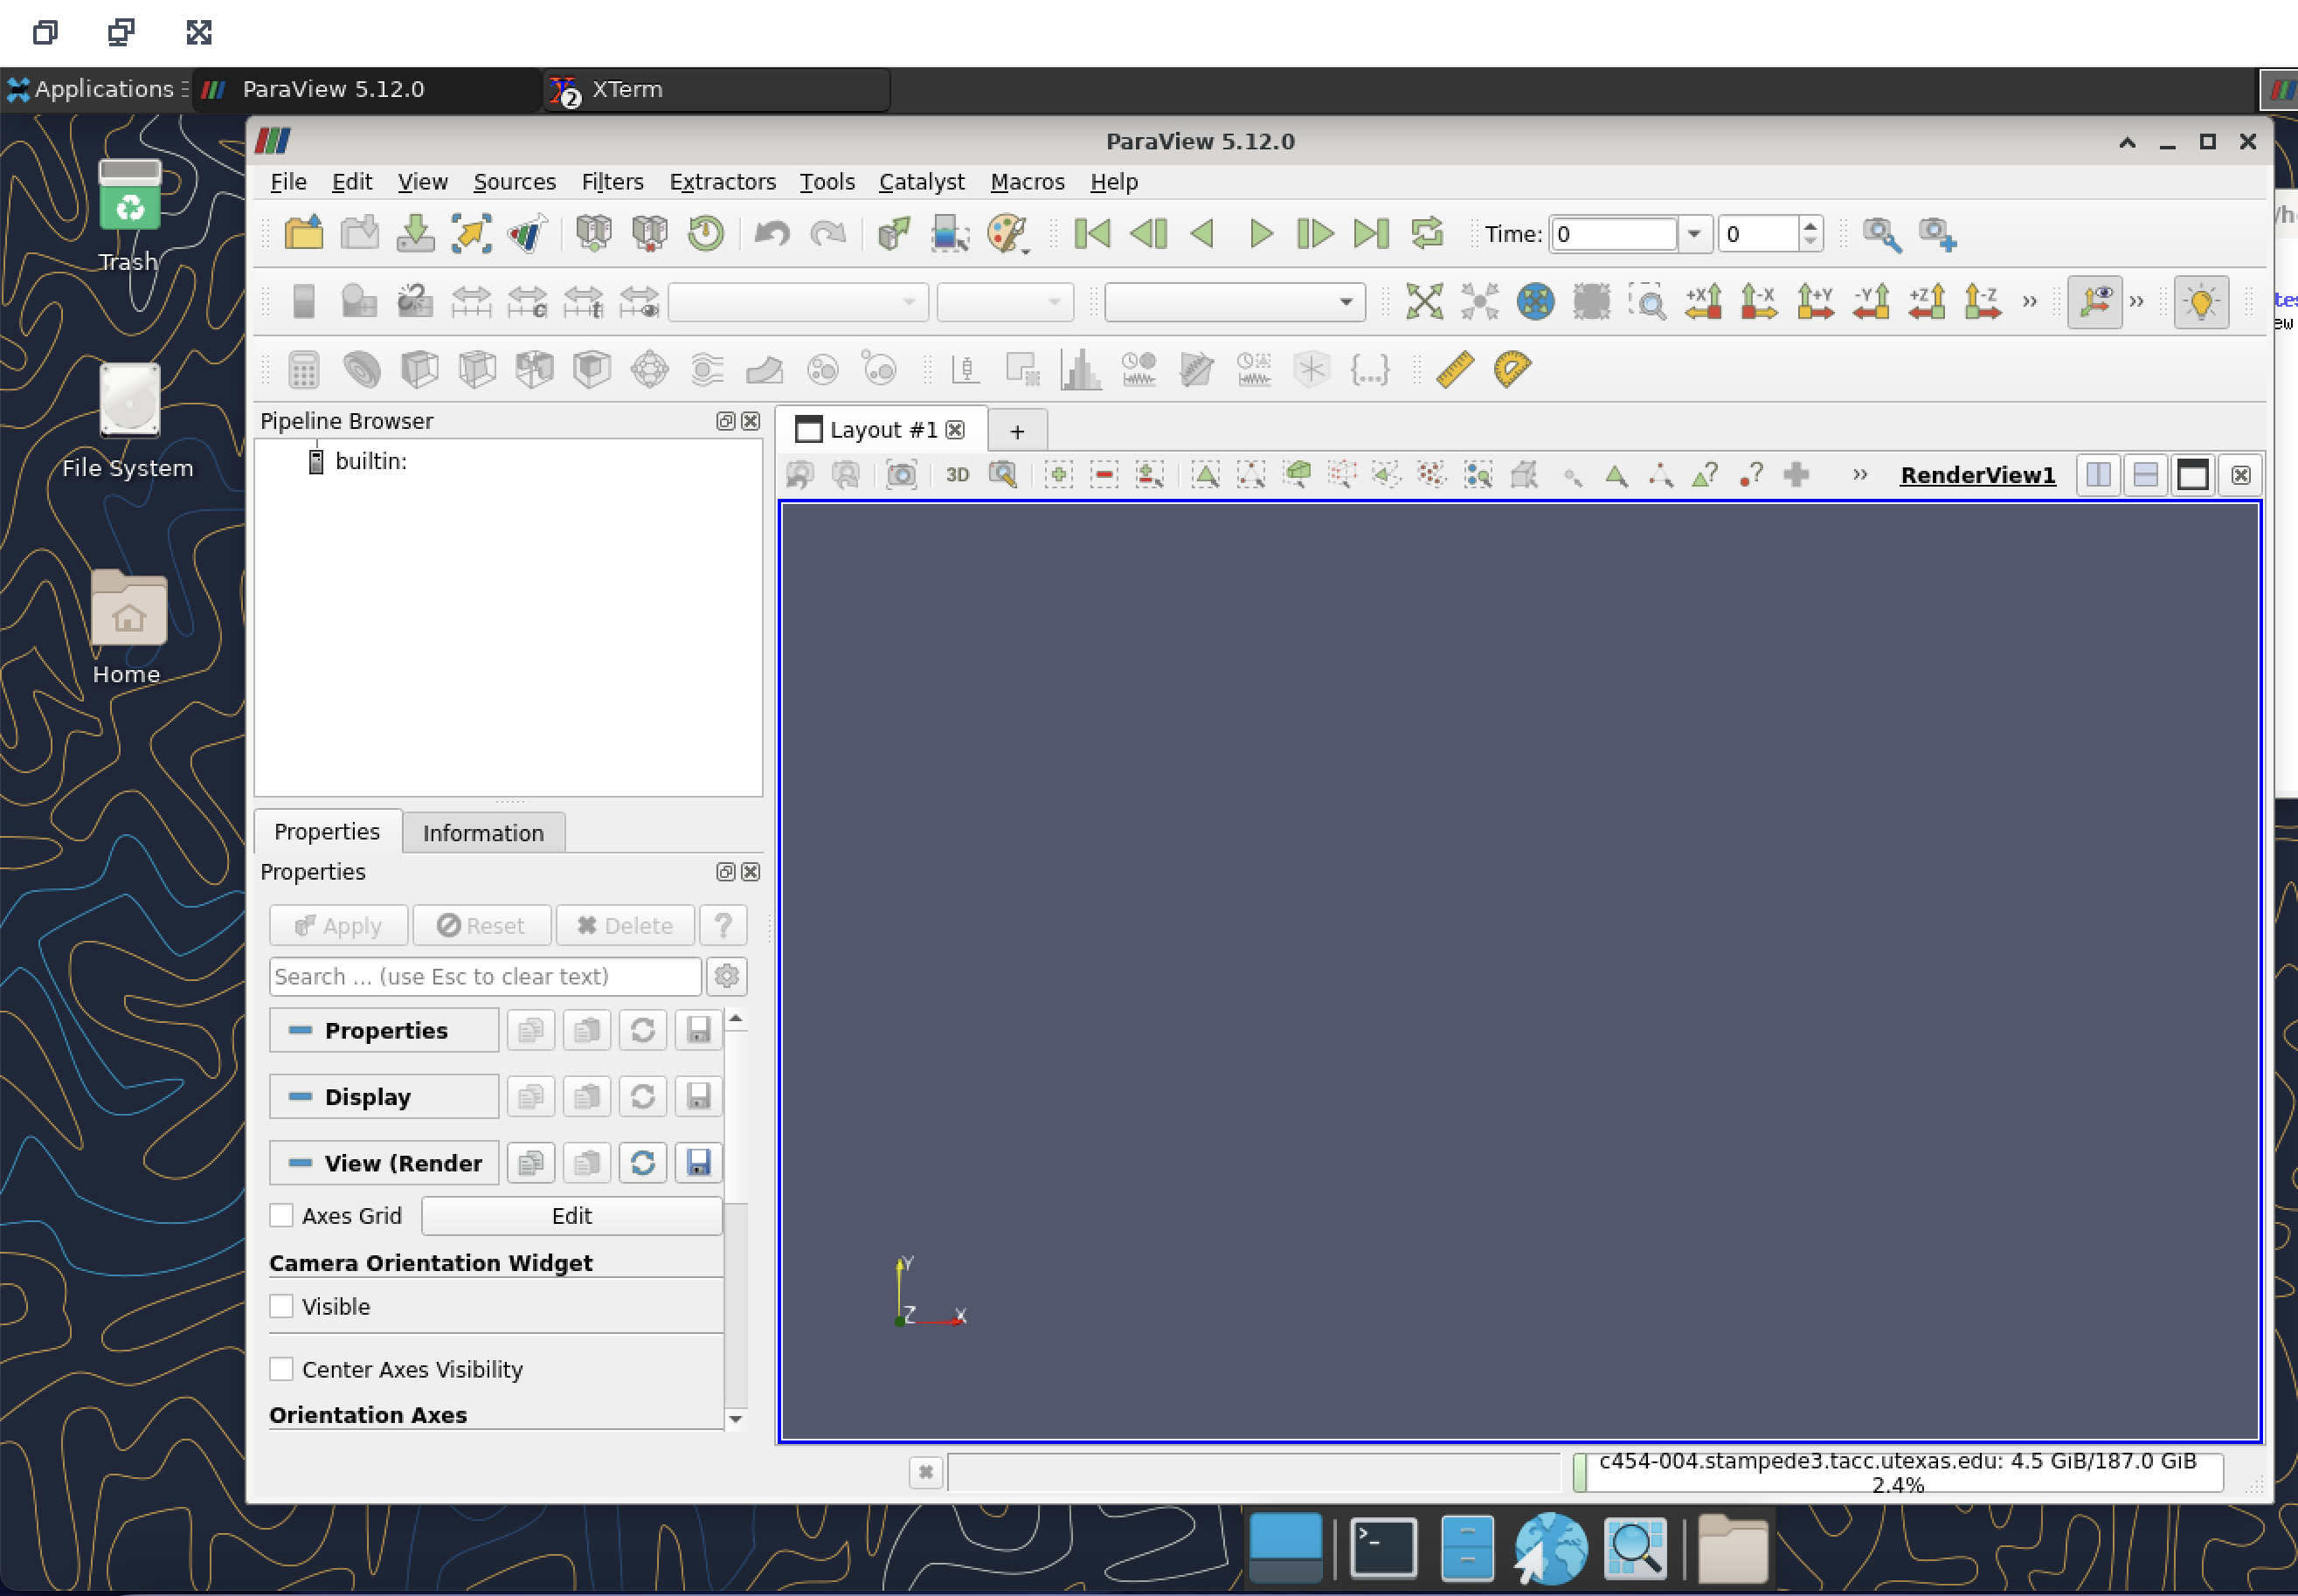 Applications
ParaView 5.12.0
2
XTerm
ParaView 5.12.0
File Edit View Sources Filters Extractors Tools Catalyst Macros Help
Time: 0 0
+X -X +Y -Y +Z -Z
Trash
File System
Home
Pipeline Browser
builtin:
Layout #1
+
3D
RenderView1
Properties Information
Properties
Apply Reset Delete ?
Search ... (use Esc to clear text)
Properties
Display
View (Render
Axes Grid Edit
Camera Orientation Widget
Visible
Center Axes Visibility
Orientation Axes
Y
Z X
c454-004.stampede3.tacc.utexas.edu: 4.5 GiB/187.0 GiB
2.4%